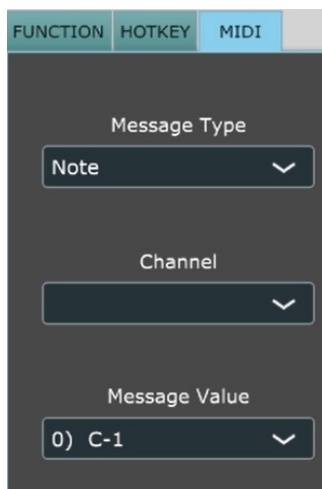 FUNCTION HOTKEY MIDI
Message Type
Note
Channel
Message Value
0) C-1